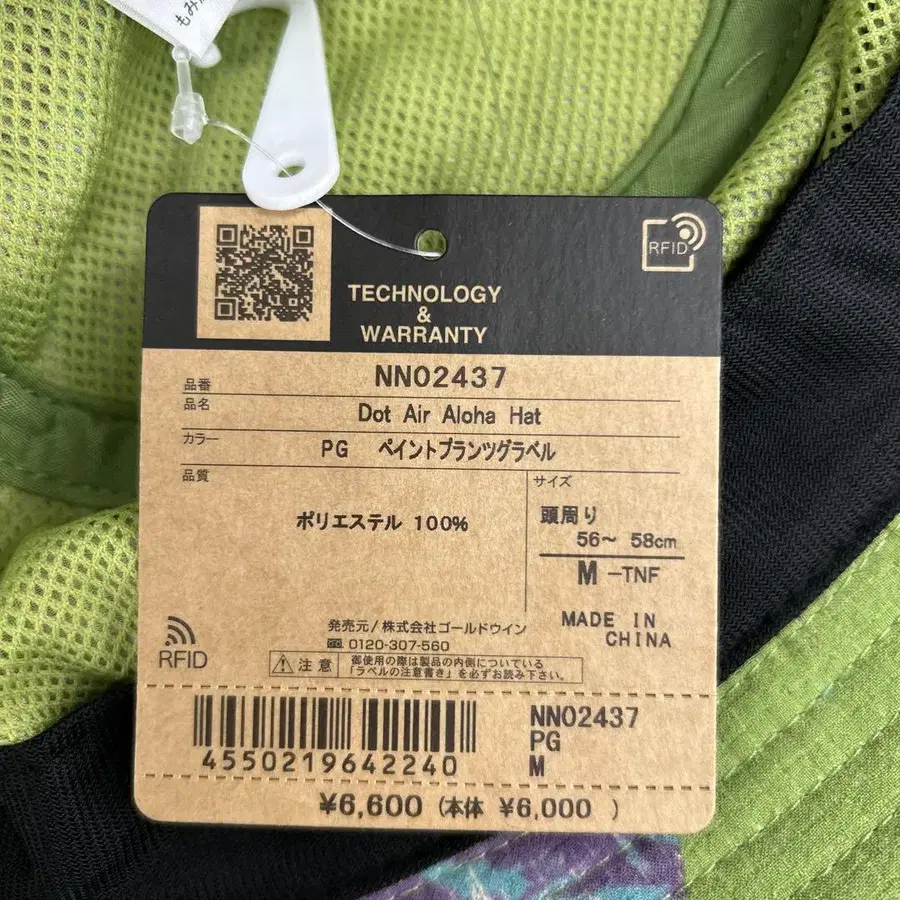 もみ
RFID
TECHNOLOGY
&
WARRANTY
品番 NN02437
品名 Dot Air Aloha Hat
カラー PG ペイントプランツグラベル
品質
ポリエステル 100%
サイズ
頭周り
56～ 58cm
M -TNF
MADE IN
CHINA
RFID
発売元/株式会社ゴールドウイン
0120-307-560
注意
御使用の際は製品の内側についている
「ラベルの注意書き」を必ずお読み下さい。
4550219642240
NN02437
PG
M
¥6,600 (本体 ¥6,000 )